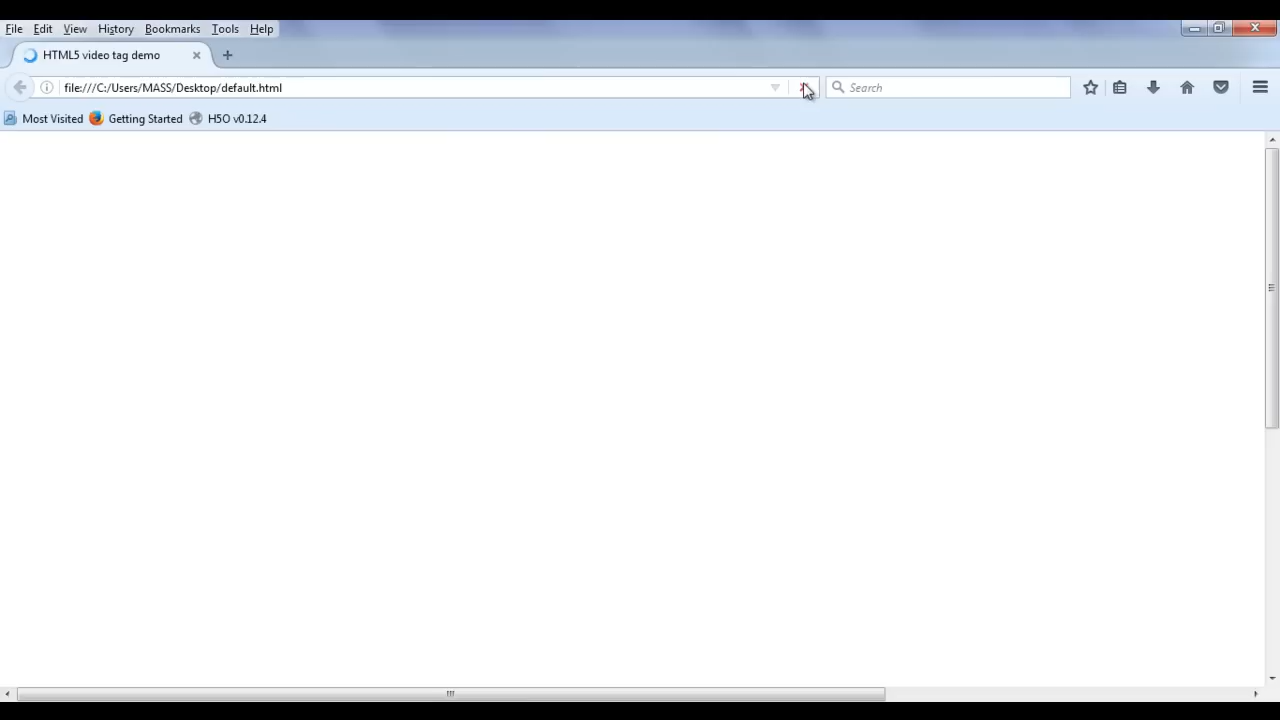 File Edit View History Bookmarks Tools Help
HTML5 video tag demo
file:///C:/Users/MASS/Desktop/default.html Search
Most Visited Getting Started H5O v0.12.4